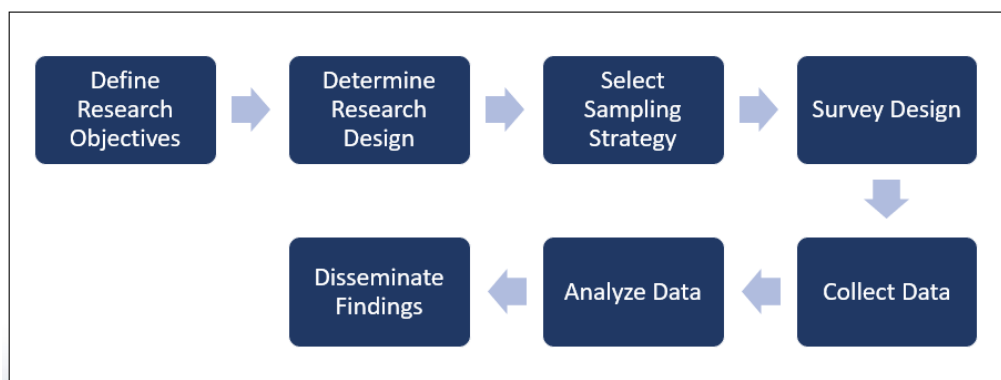 Define
Research
Objectives
Determine
Research
Design
Select
Sampling
Strategy
Survey Design
Collect Data
Analyze Data
Disseminate
Findings